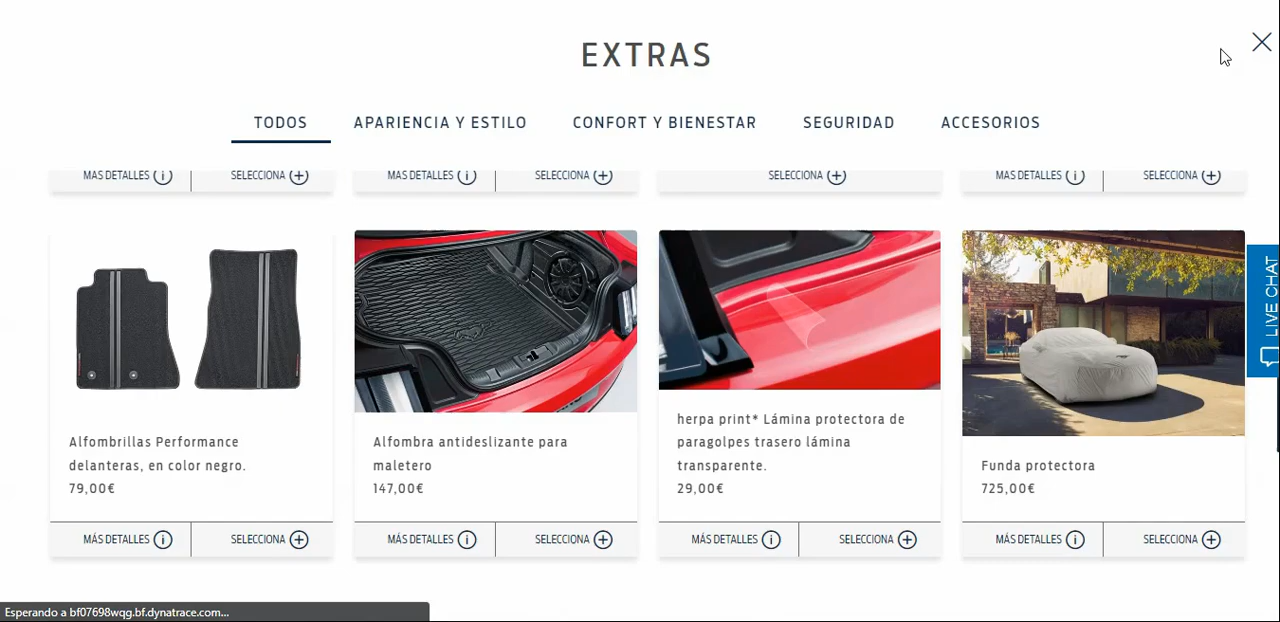 EXTRAS
TODOS APARIENCIA Y ESTILO CONFORT Y BIENESTAR SEGURIDAD ACCESORIOS
MÁS DETALLES SELECCIONA MÁS DETALLES SELECCIONA SELECCIONA MÁS DETALLES SELECCIONA
Alfombrillas Performance
delanteras, en color negro.
79,00€
MÁS DETALLES SELECCIONA
Alfombra antideslizante para
maletero
147,00€
MÁS DETALLES SELECCIONA
herpa print* Lámina protectora de
paragolpes trasero lámina
transparente.
29,00€
MÁS DETALLES SELECCIONA
Funda protectora
725,00€
MÁS DETALLES SELECCIONA
LIVE CHAT
Esperando a bf07698wqg.bf.dynatrace.com...